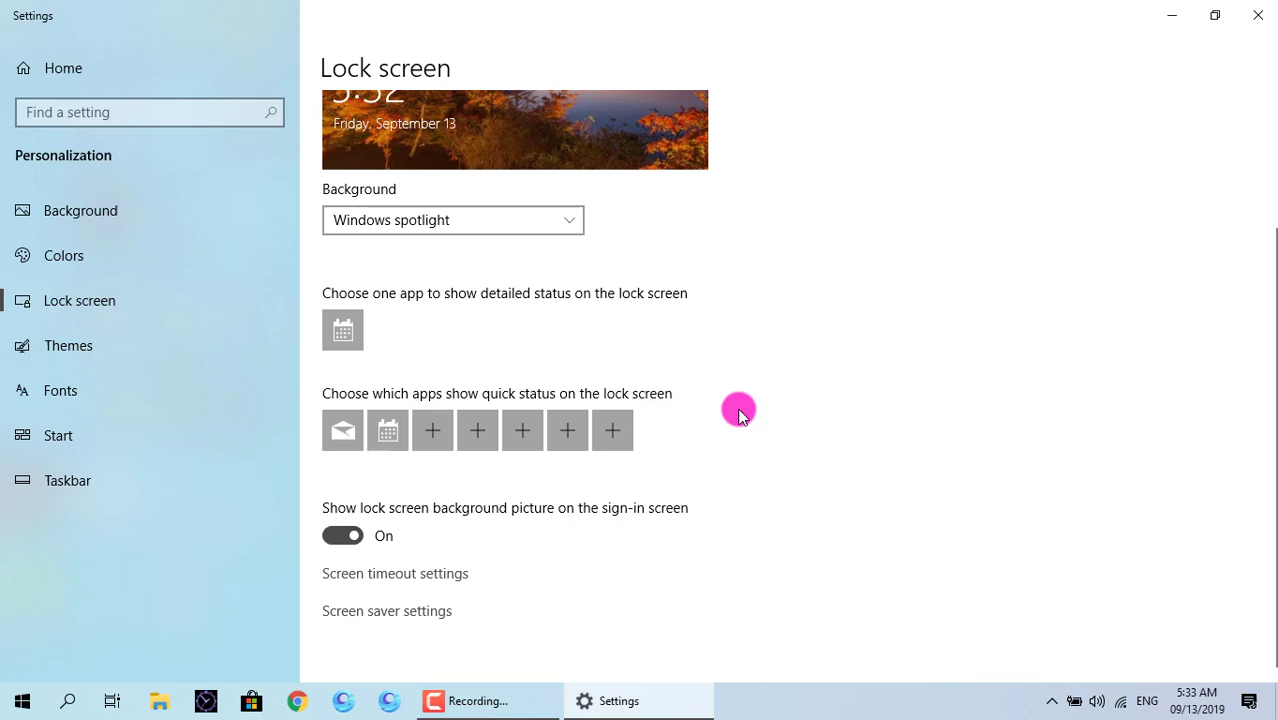 Settings
Home
Find a setting
Personalization
Background
Colors
Lock screen
Themes
Fonts
Start
Taskbar
Lock screen
5:32
Friday, September 13
Background
Windows spotlight
Choose one app to show detailed status on the lock screen
Choose which apps show quick status on the lock screen
Show lock screen background picture on the sign-in screen
On
Screen timeout settings
Screen saver settings
Recording...
Settings
ENG
5:33 AM
09/13/2019